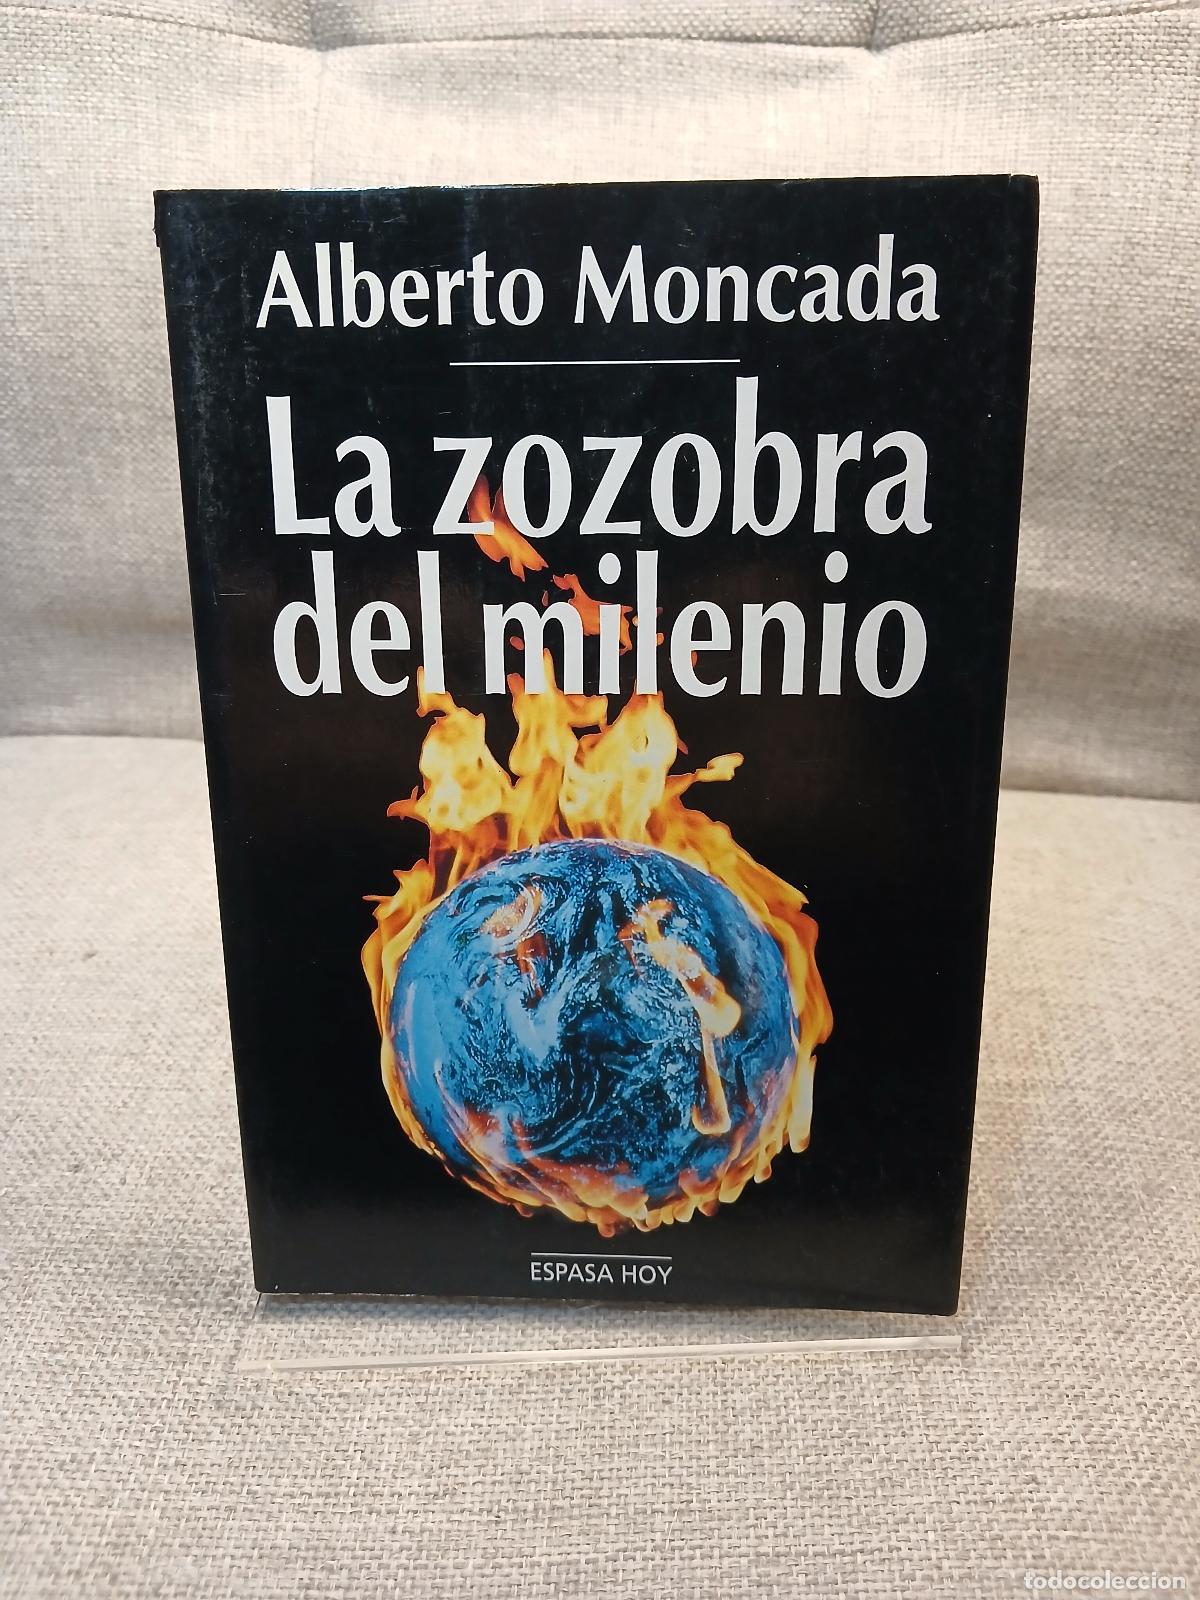 Alberto Moncada
La zozobra
del milenio
ESPASA HOY
todocoleccion